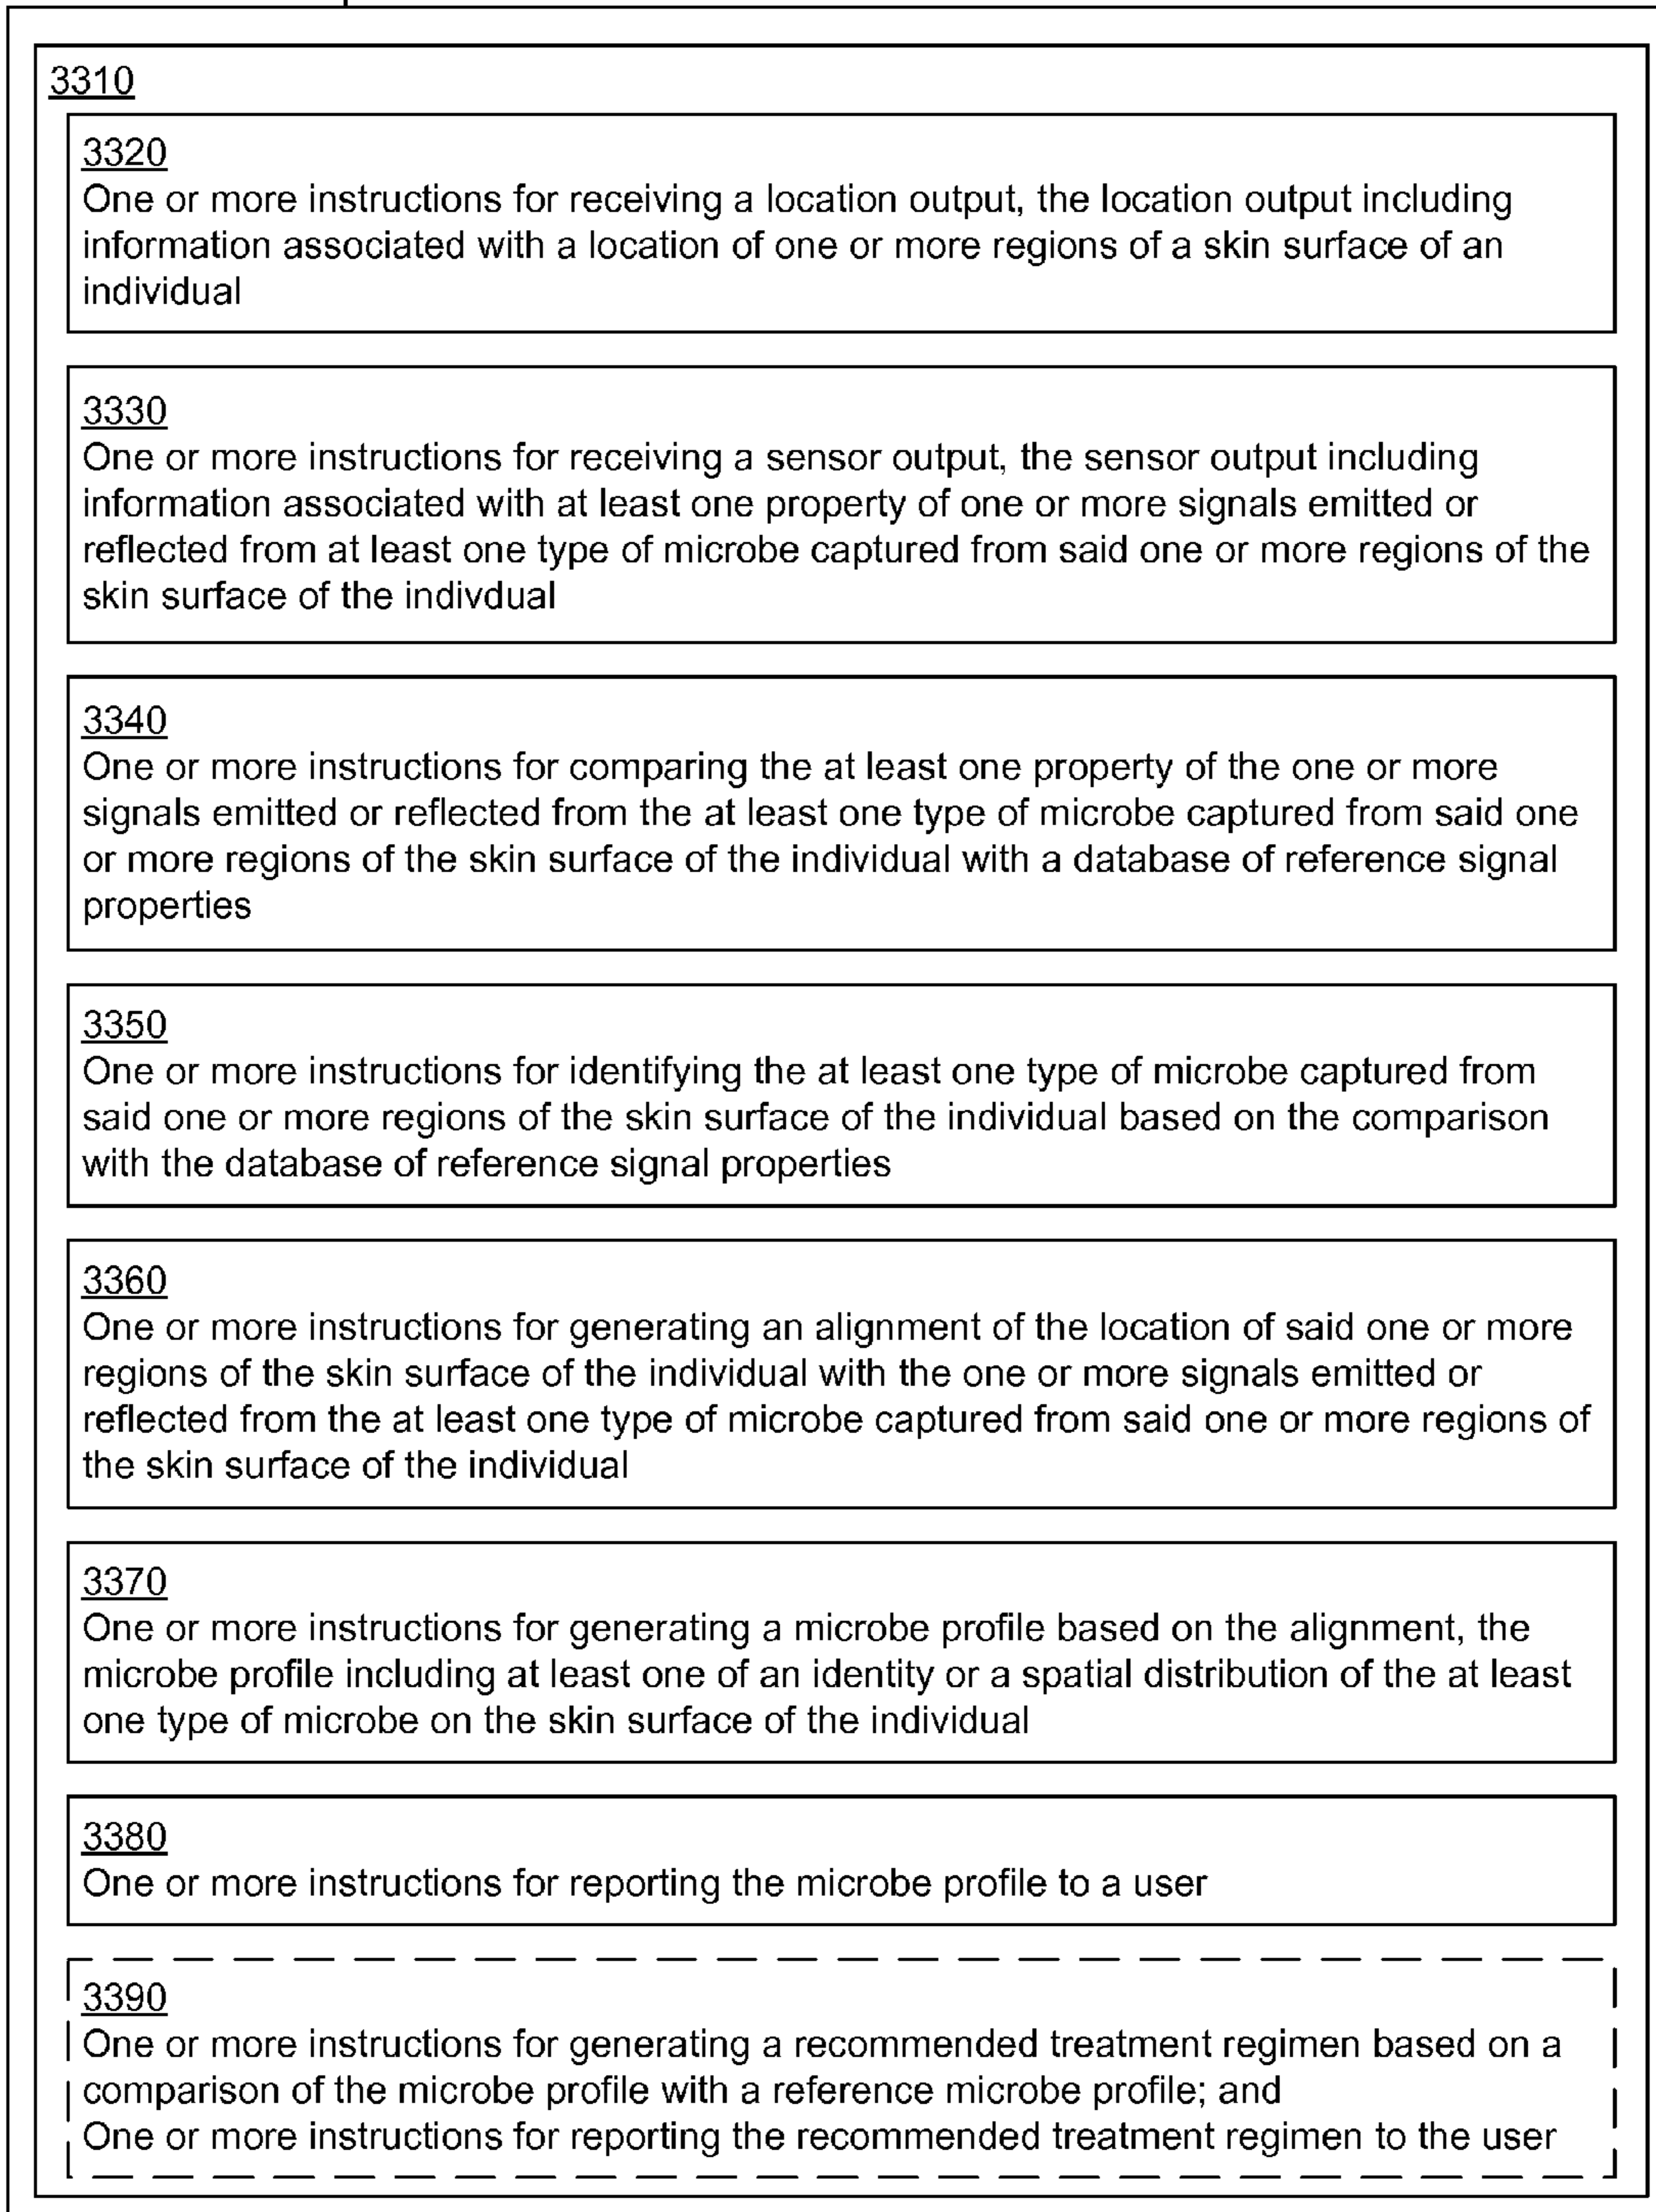 3310
3320
One or more instructions for receiving a location output, the location output including
information associated with a location of one or more regions of a skin surface of an
individual
3330
One or more instructions for receiving a sensor output, the sensor output including
information associated with at least one property of one or more signals emitted or
reflected from at least one type of microbe captured from said one or more regions of the
skin surface of the indivdual
3340
One or more instructions for comparing the at least one property of the one or more
signals emitted or reflected from the at least one type of microbe captured from said one
or more regions of the skin surface of the individual with a database of reference signal
properties
3350
One or more instructions for identifying the at least one type of microbe captured from
said one or more regions of the skin surface of the individual based on the comparison
with the database of reference signal properties
3360
One or more instructions for generating an alignment of the location of said one or more
regions of the skin surface of the individual with the one or more signals emitted or
reflected from the at least one type of microbe captured from said one or more regions of
the skin surface of the individual
3370
One or more instructions for generating a microbe profile based on the alignment, the
microbe profile including at least one of an identity or a spatial distribution of the at least
one type of microbe on the skin surface of the individual
3380
One or more instructions for reporting the microbe profile to a user
3390
One or more instructions for generating a recommended treatment regimen based on a
comparison of the microbe profile with a reference microbe profile; and
One or more instructions for reporting the recommended treatment regimen to the user